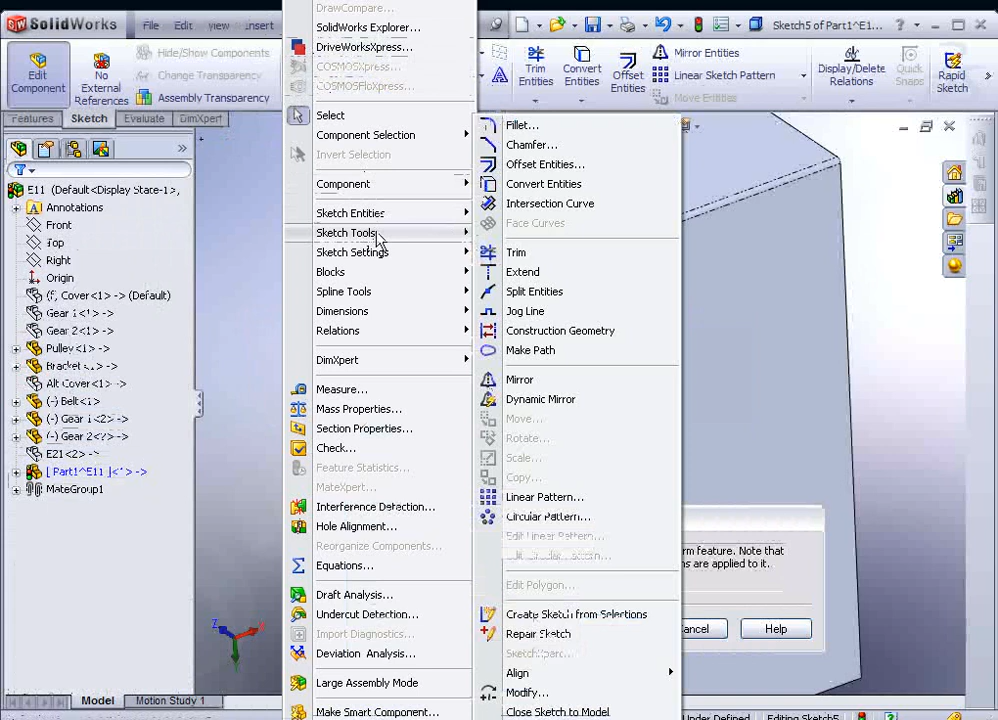 SolidWorks
File
Edit
View
Insert
Sketch5 of Part1^E11 (...
Edit Component
No External References
Hide/Show Components
Change Transparency
Assembly Transparency
Trim Entities
Convert Entities
Offset Entities
Mirror Entities
Linear Sketch Pattern
Move Entities
Display/Delete Relations
Quick Snaps
Rapid Sketch
Features
Sketch
Evaluate
DimXpert
E11 (Default<Display State-1>,
Annotations
Front
Top
Right
Origin
(f, Cover<1> -> (Default)
Gear 1<1> ->
Gear 2<1> ->
Pulley<1> ->
Bracket<1> ->
Alt Cover<1> ->
(-) Belt<1>
(-) Gear 1<2> ->
(-) Gear 2<2> ->
E21<2> ->
[ Part1^E11 ]<1> ->
MateGroup1
DrawCompare...
SolidWorks Explorer...
DriveWorksXpress...
COSMOSXpress...
COSMOSFloXpress...
Select
Component Selection
Invert Selection
Component
Sketch Entities
Sketch Tools
Sketch Settings
Blocks
Spline Tools
Dimensions
Relations
DimXpert
Measure...
Mass Properties...
Section Properties...
Check...
Feature Statistics...
MateXpert...
Interference Detection...
Hole Alignment...
Reorganize Components...
Equations...
Draft Analysis...
Undercut Detection...
Import Diagnostics...
Deviation Analysis...
Large Assembly Mode
Make Smart Component...
Fillet...
Chamfer...
Offset Entities...
Convert Entities
Intersection Curve
Face Curves
Trim
Extend
Split Entities
Jog Line
Construction Geometry
Make Path
Mirror
Dynamic Mirror
Move...
Rotate...
Scale...
Copy...
Linear Pattern...
Circular Pattern...
Edit Linear Pattern...
Edit Circular Pattern...
Edit Polygon...
Create Sketch from Selections
Repair Sketch
SketchXpert...
Align
Modify...
Close Sketch to Model
rm feature. Note that
ns are applied to it.
ancel
Help
Model
Motion Study 1
Under Defined
Editing Sketch5